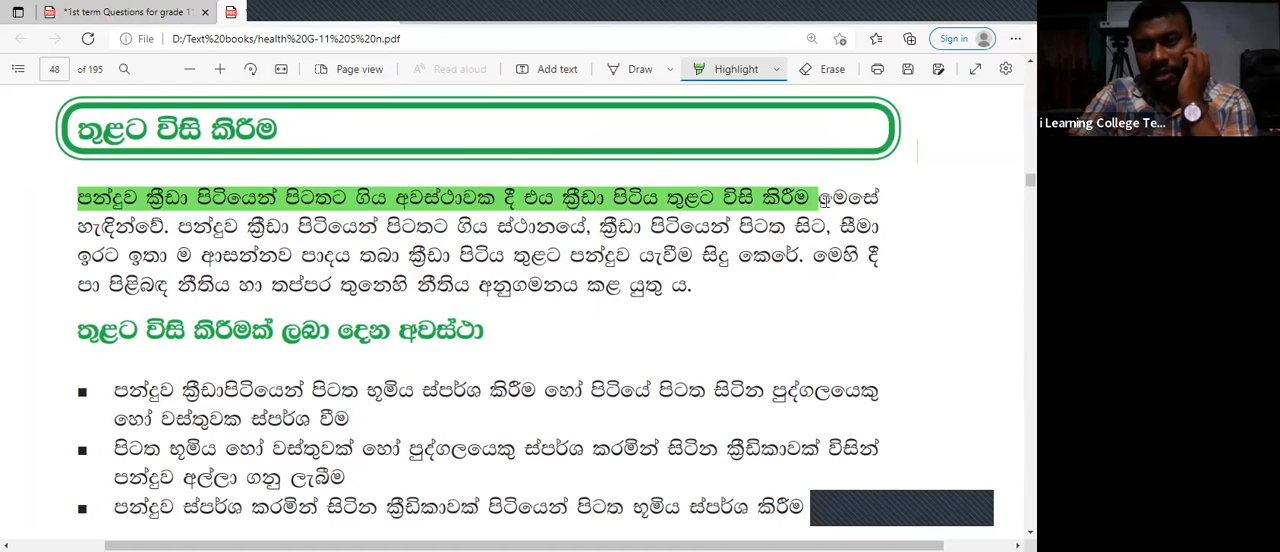 *1st term Questions for grade 1
File
D:/Text%20books/health%20G-11%20S%20n.pdf
Sign in
48 of 195
Page view
Read aloud
Add text
Draw
Highlight
Erase
i Learning College Te...
තුළට විසි කිරීම
පන්දුව ක්‍රීඩා පිටියෙන් පිටතට ගිය අවස්ථාවක දී එය ක්‍රීඩා පිටිය තුළට විසි කිරීම මෙසේ
හැඳින්වේ. පන්දුව ක්‍රීඩා පිටියෙන් පිටතට ගිය ස්ථානයේ, ක්‍රීඩා පිටියෙන් පිටත සිට, සීමා
ඉරට ඉතා ම ආසන්නව පාදය තබා ක්‍රීඩා පිටිය තුළට පන්දුව යැවීම සිදු කෙරේ. මෙහි දී
පා පිළිබඳ නීතිය හා තප්පර තුනෙහි නීතිය අනුගමනය කළ යුතු ය.
තුළට විසි කිරීමක් ලබා දෙන අවස්ථා
■ පන්දුව ක්‍රීඩාපිටියෙන් පිටත භූමිය ස්පර්ශ කිරීම හෝ පිටියේ පිටත සිටින පුද්ගලයෙකු
හෝ වස්තුවක ස්පර්ශ වීම
■ පිටත භූමිය හෝ වස්තුවක් හෝ පුද්ගලයෙකු ස්පර්ශ කරමින් සිටින ක්‍රීඩිකාවක් විසින්
පන්දුව අල්ලා ගනු ලැබීම
■ පන්දුව ස්පර්ශ කරමින් සිටින ක්‍රීඩිකාවක් පිටියෙන් පිටත භූමිය ස්පර්ශ කිරීම